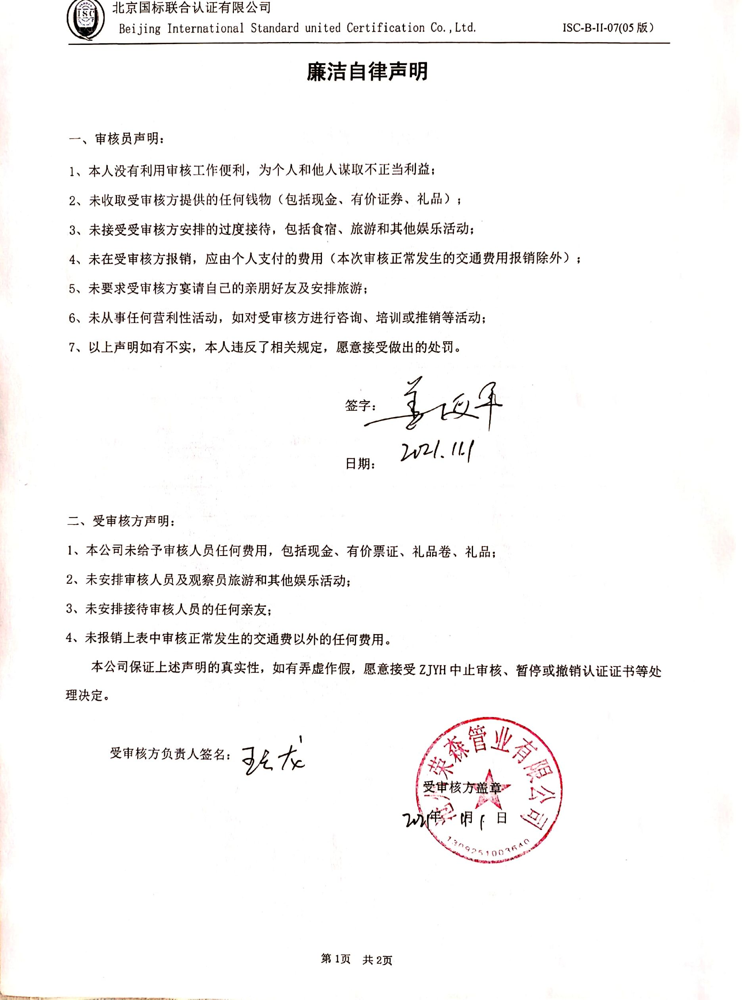 ISC
北京国标联合认证有限公司
Beijing International Standard united Certification Co.,Ltd.
ISC-B-II-07(05版)
廉洁自律声明
一、审核员声明:
1、本人没有利用审核工作便利，为个人和他人谋取不正当利益;
2、未收取受审核方提供的任何钱物（包括现金、有价证券、礼品）;
3、未接受受审核方安排的过度接待，包括食宿、旅游和其他娱乐活动;
4、未在受审核方报销，应由个人支付的费用（本次审核正常发生的交通费用报销除外）;
5、未要求受审核方宴请自己的亲朋好友及安排旅游;
6、未从事任何营利性活动，如对受审核方进行咨询、培训或推销等活动;
7、以上声明如有不实，本人违反了相关规定，愿意接受做出的处罚。
签字:
2021.11.1
日期:
二、受审核方声明:
1、本公司未给予审核人员任何费用，包括现金、有价票证、礼品卷、礼品;
2、未安排审核人员及观察员旅游和其他娱乐活动;
3、未安排接待审核人员的任何亲友;
4、未报销上表中审核正常发生的交通费以外的任何费用。
本公司保证上述声明的真实性，如有弄虚作假，愿意接受 ZJYH 中止审核、暂停或撤销认证证书等处
理决定。
受审核方负责人签名:
沧州荣森管业有限公司
受审核方盖章
2021年11月1日
1309251003640
第1页 共2页